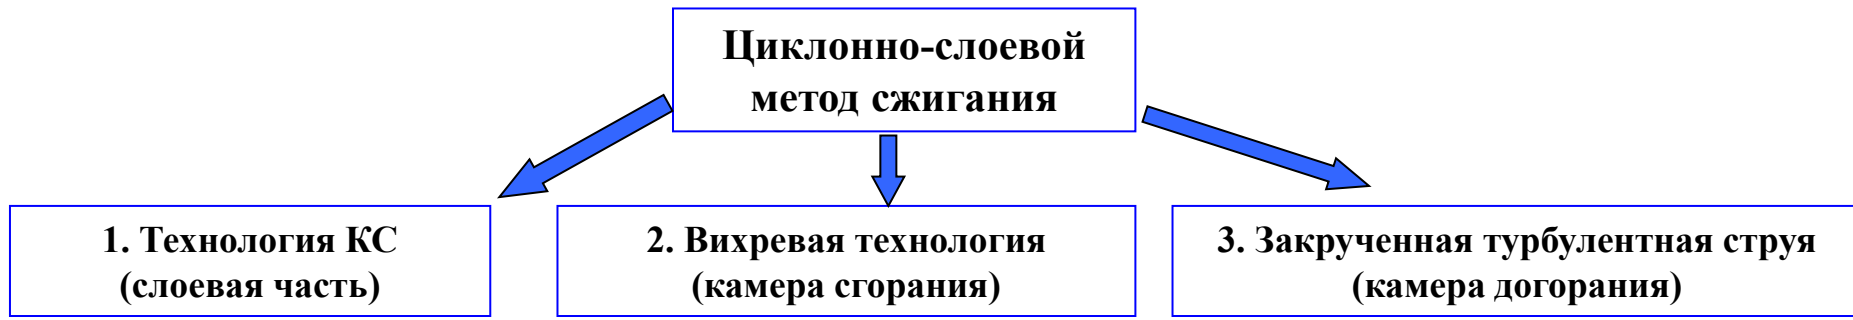 Циклонно-слоевой
метод сжигания
1. Технология КС
(слоевая часть)
2. Вихревая технология
(камера сгорания)
3. Закрученная турбулентная струя
(камера догорания)